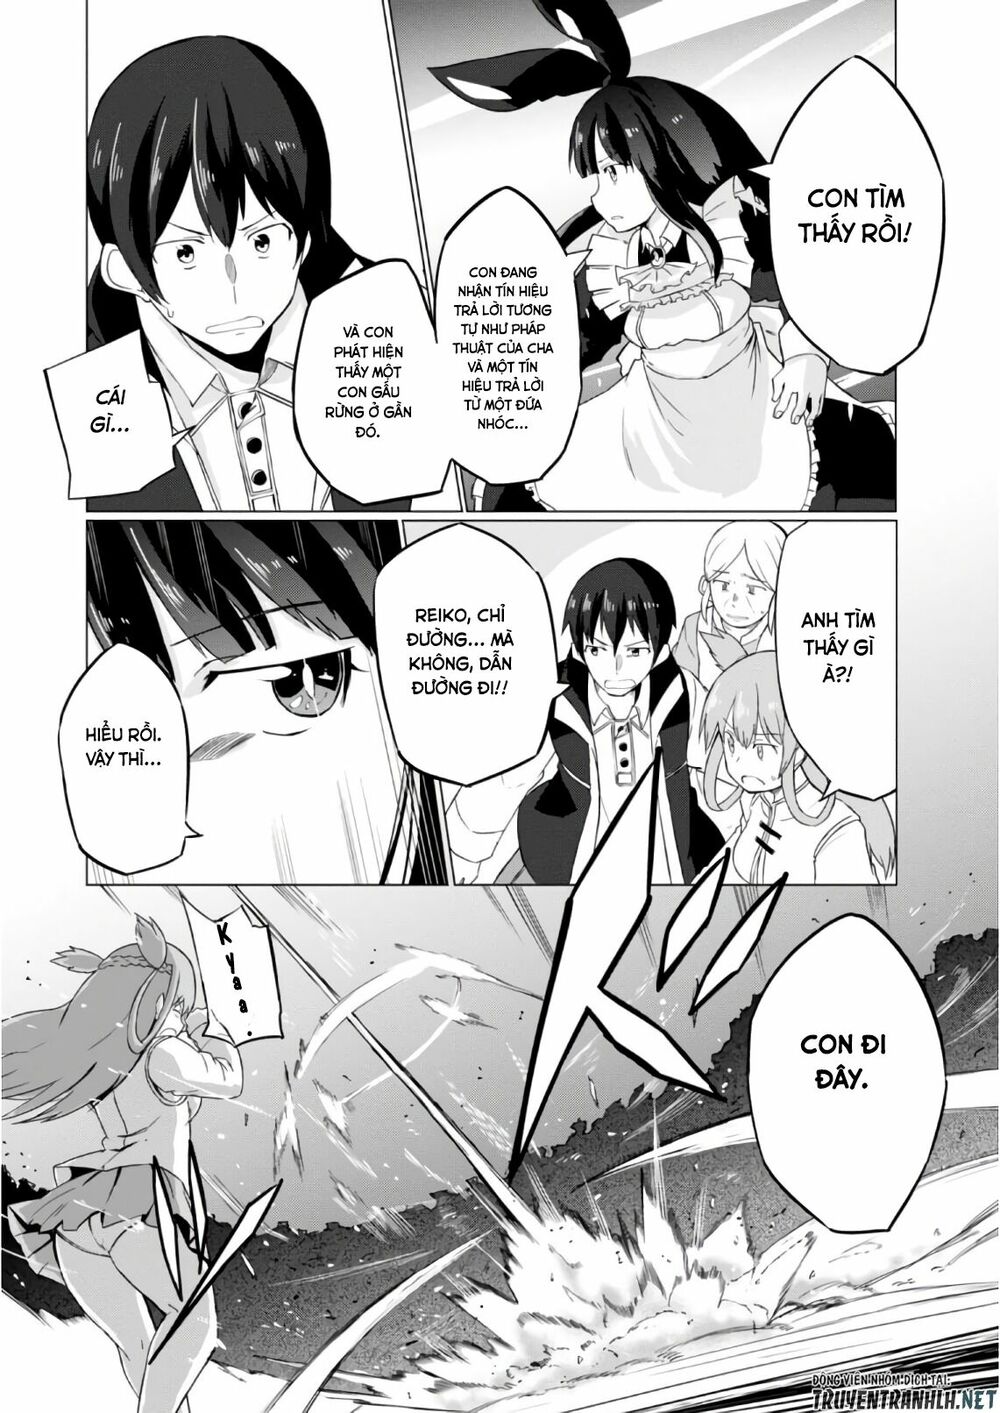 CON TÌM
THẤY RỒI!
CON ĐANG
NHẬN TÍN HIỆU
TRẢ LỜI TƯƠNG
TỰ NHƯ PHÁP
THUẬT CỦA CHA
VÀ MỘT TÍN
HIỆU TRẢ LỜI
TỪ MỘT ĐỨA
NHÓC...
VÀ CON
PHÁT HIỆN
THẤY MỘT
CON GẤU
RỪNG Ở GẦN
ĐÓ.
CÁI
GÌ...
ANH TÌM
THẤY GÌ
À?!
REIKO, CHỈ
ĐƯỜNG... MÀ
KHÔNG, DẪN
ĐƯỜNG ĐI!!
HIỂU RỒI.
VẬY THÌ...
Kyaa.
CON ĐI
ĐÂY.
ĐỘNG VIÊN NHÓM DỊCH TẠI:
TRUYENTRANHLH.NET